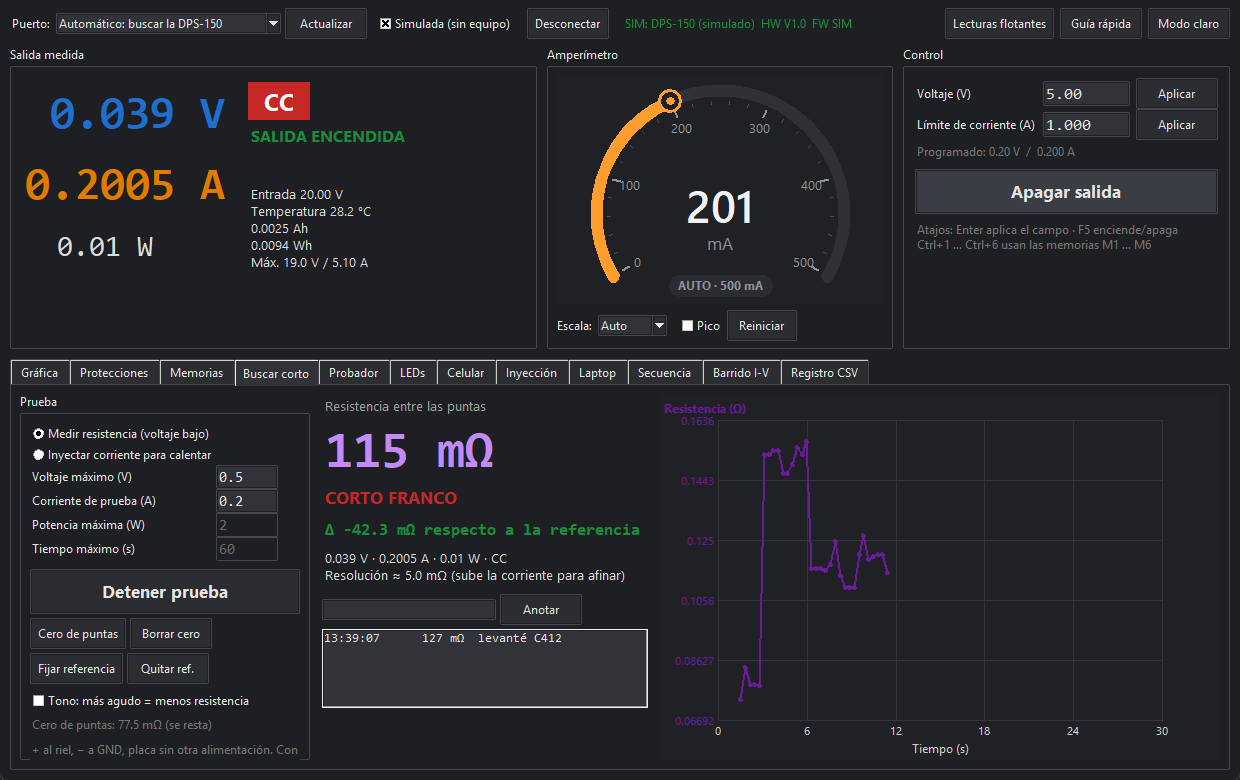 Puerto: Automático: buscar la DPS-150 Actualizar Simulada (sin equipo) Desconectar SIM: DPS-150 (simulado) HW V1.0 FW SIM Lecturas flotantes Guía rápida Modo claro
Salida medida
0.039 V
CC
SALIDA ENCENDIDA
0.2005 A
0.01 W
Entrada 20.00 V
Temperatura 28.2 °C
0.0025 Ah
0.0094 Wh
Máx. 19.0 V / 5.10 A
Amperímetro
0
100
200
300
400
500
201
mA
AUTO · 500 mA
Escala: Auto Pico Reiniciar
Control
Voltaje (V) 5.00 Aplicar
Límite de corriente (A) 1.000 Aplicar
Programado: 0.20 V / 0.200 A
Apagar salida
Atajos: Enter aplica el campo · F5 enciende/apaga
Ctrl+1 ... Ctrl+6 usan las memorias M1 ... M6
Gráfica Protecciones Memorias Buscar corto Probador LEDs Celular Inyección Laptop Secuencia Barrido I-V Registro CSV
Prueba
Medir resistencia (voltaje bajo)
Inyectar corriente para calentar
Voltaje máximo (V) 0.5
Corriente de prueba (A) 0.2
Potencia máxima (W) 2
Tiempo máximo (s) 60
Detener prueba
Cero de puntas Borrar cero
Fijar referencia Quitar ref.
Tono: más agudo = menos resistencia
Cero de puntas: 77.5 mΩ (se resta)
+ al riel, − a GND, placa sin otra alimentación. Con
Resistencia entre las puntas
115 mΩ
CORTO FRANCO
Δ -42.3 mΩ respecto a la referencia
0.039 V · 0.2005 A · 0.01 W · CC
Resolución ≈ 5.0 mΩ (sube la corriente para afinar)
Anotar
13:39:07 127 mΩ levanté C412
Resistencia (Ω)
0.1636
0.1443
0.125
0.1056
0.08627
0.06692
0 6 12 18 24 30
Tiempo (s)